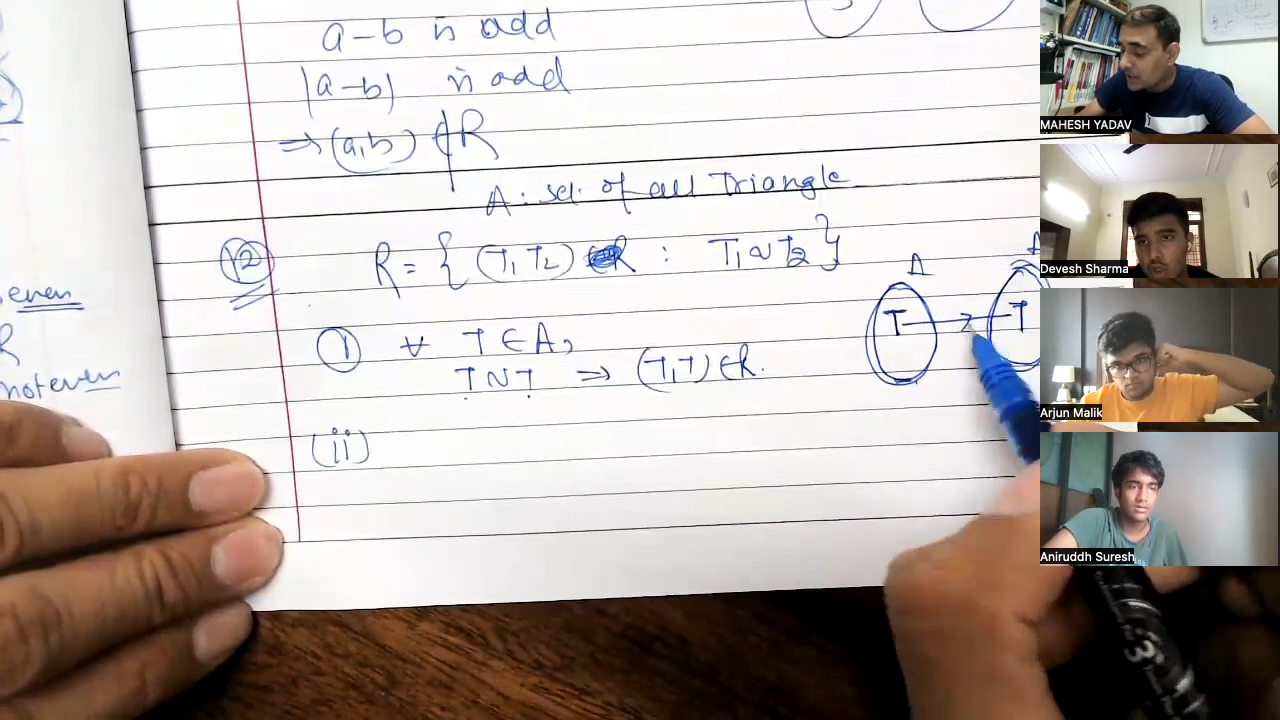 a-b is odd
|a-b| is odd
⇒ (a,b) ∉ R
A: set of all Triangle
12 R = { (T1, T2) : T1 ~ T2 }
① ∀ T ∈ A,
T ~ T ⇒ (T, T) ∈ R.
(ii)
even
R
not even
A A
T T
MAHESH YADAV
Devesh Sharma
Arjun Malik
Aniruddh Suresh